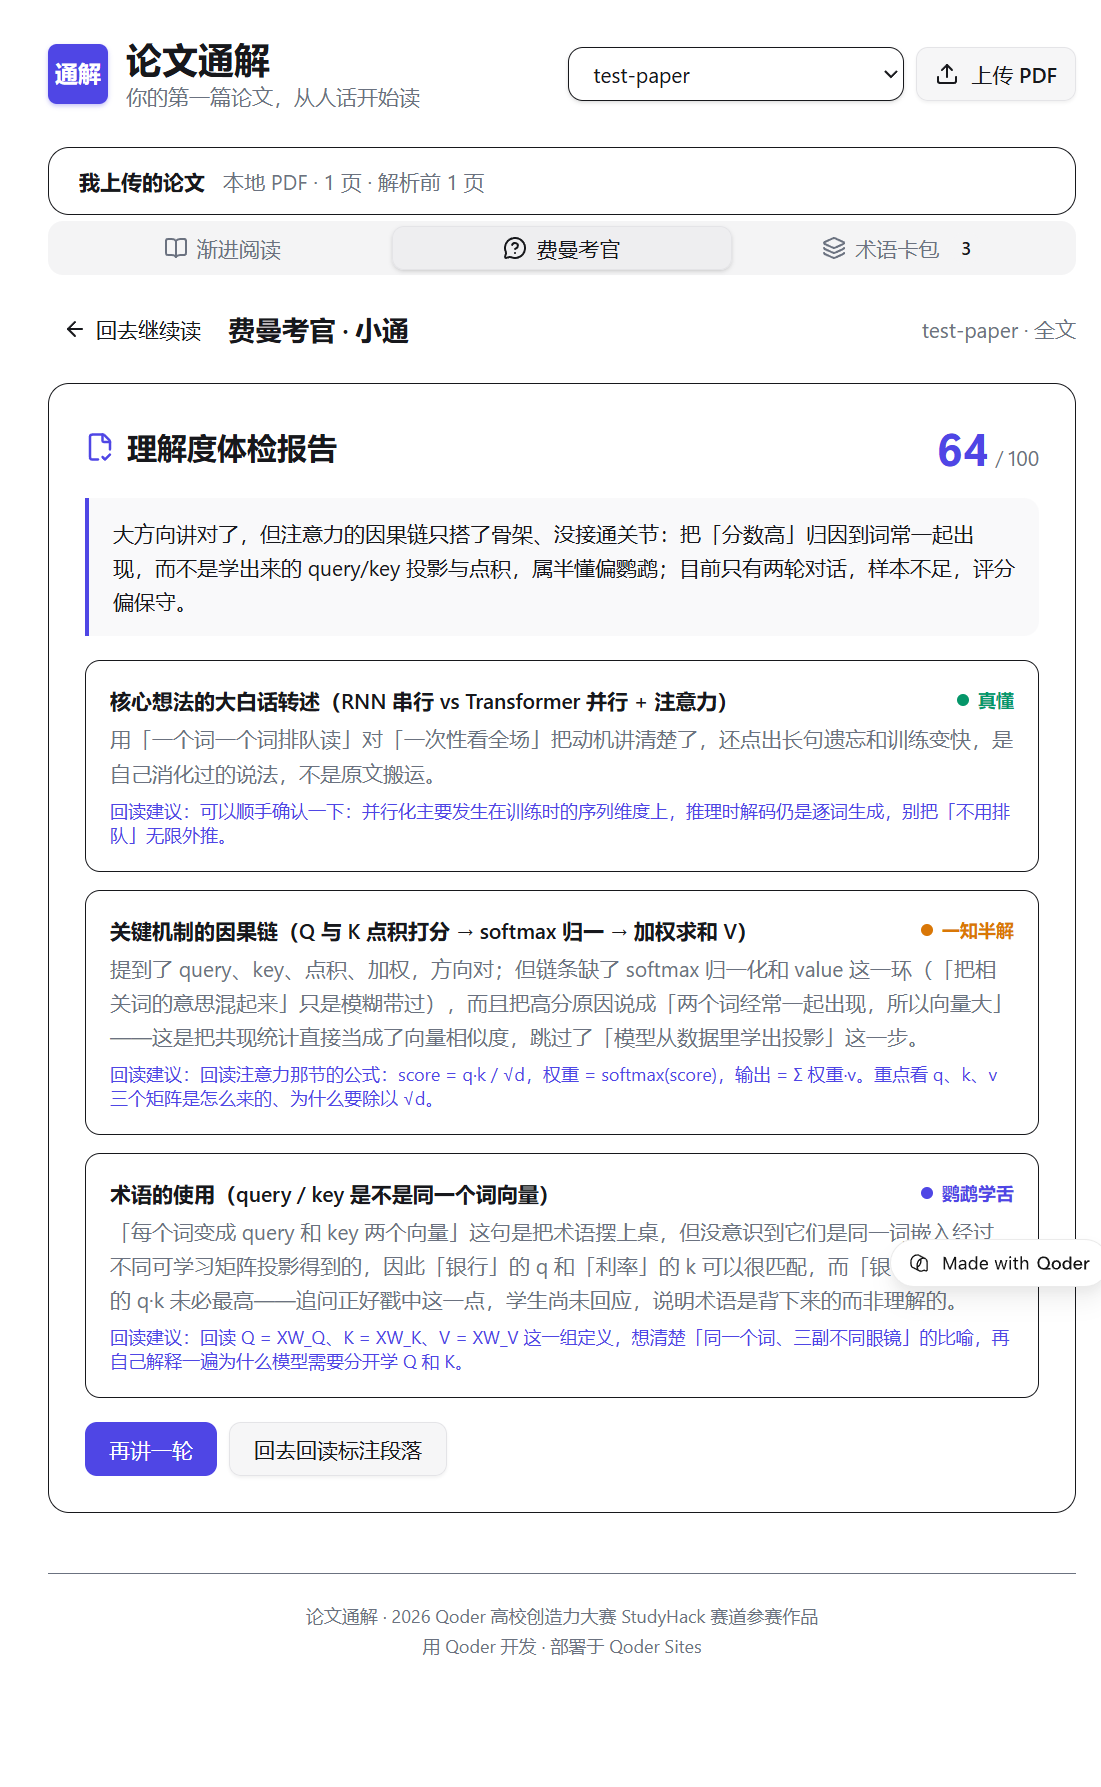 通解
论文通解
你的第一篇论文，从人话开始读
test-paper
上传 PDF
我上传的论文 本地 PDF · 1 页 · 解析前 1 页
渐进阅读
费曼考官
术语卡包 3
回去继续读
费曼考官 · 小通
test-paper · 全文
理解度体检报告
64 / 100
大方向讲对了，但注意力的因果链只搭了骨架、没接通关节：把「分数高」归因到词常一起出
现，而不是学出来的 query/key 投影与点积，属半懂偏鹦鹉；目前只有两轮对话，样本不足，评分
偏保守。
核心想法的大白话转述（RNN 串行 vs Transformer 并行 + 注意力）
真懂
用「一个词一个词排队读」对「一次性看全场」把动机讲清楚了，还点出长句遗忘和训练变快，是
自己消化过的说法，不是原文搬运。
回读建议：可以顺手确认一下：并行化主要发生在训练时的序列维度上，推理时解码仍是逐词生成，别把「不用排
队」无限外推。
关键机制的因果链（Q 与 K 点积打分 → softmax 归一 → 加权求和 V）
一知半解
提到了 query、key、点积、加权，方向对；但链条缺了 softmax 归一化和 value 这一环（「把相
关词的意思混起来」只是模糊带过），而且把高分原因说成「两个词经常一起出现，所以向量大」
——这是把共现统计直接当成了向量相似度，跳过了「模型从数据里学出投影」这一步。
回读建议：回读注意力那节的公式：score = q·k / √d，权重 = softmax(score)，输出 = Σ 权重·v。重点看 q、k、v
三个矩阵是怎么来的、为什么要除以 √d。
术语的使用（query / key 是不是同一个词向量）
鹦鹉学舌
「每个词变成 query 和 key 两个向量」这句是把术语摆上桌，但没意识到它们是同一词嵌入经过
不同可学习矩阵投影得到的，因此「银行」的 q 和「利率」的 k 可以很匹配，而「银
的 q·k 未必最高——追问正好戳中这一点，学生尚未回应，说明术语是背下来的而非理解的。
回读建议：回读 Q = XW_Q、K = XW_K、V = XW_V 这一组定义，想清楚「同一个词、三副不同眼镜」的比喻，再
自己解释一遍为什么模型需要分开学 Q 和 K。
Made with Qoder
再讲一轮
回去回读标注段落
论文通解 · 2026 Qoder 高校创造力大赛 StudyHack 赛道参赛作品
用 Qoder 开发 · 部署于 Qoder Sites